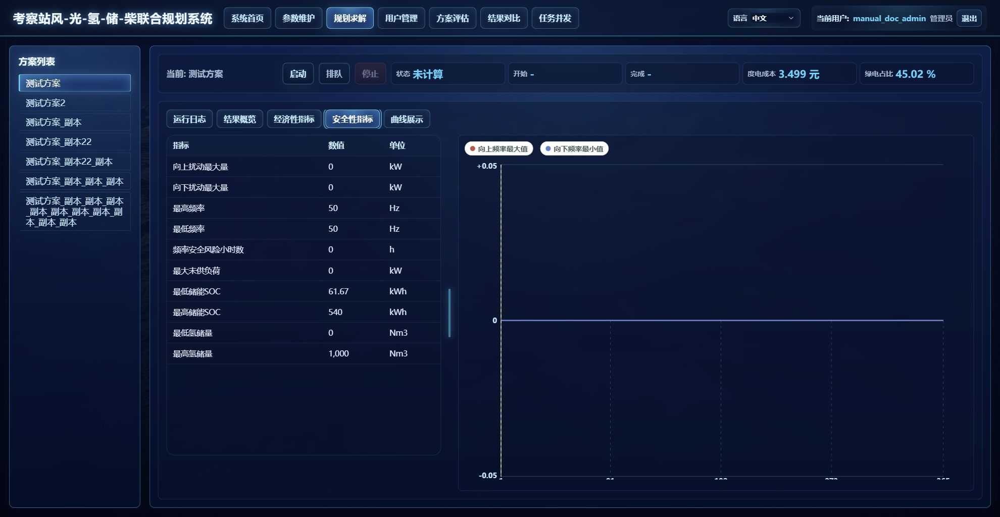 考察站风-光-氢-储-柴联合规划系统
系统首页 参数维护 规划求解 用户管理 方案评估 结果对比 任务并发
语言 中文
当前用户: manual_doc_admin 管理员 退出
方案列表
测试方案
测试方案2
测试方案_副本
测试方案_副本22
测试方案_副本22_副本
测试方案_副本_副本_副本
测试方案_副本_副本_副本
_副本_副本_副本_副本_副
本_副本_副本
当前: 测试方案 启动 排队 停止 状态 未计算 开始 - 完成 - 度电成本 3.499 元 绿电占比 45.02 %
运行日志 结果概览 经济性指标 安全性指标 曲线展示
指标 数值 单位
向上扰动最大量 0 kW
向下扰动最大量 0 kW
最高频率 50 Hz
最低频率 50 Hz
频率安全风险小时数 0 h
最大未供负荷 0 kW
最低储能SOC 61.67 kWh
最高储能SOC 540 kWh
最低氢储量 0 Nm3
最高氢储量 1,000 Nm3
向上频率最大值 向下频率最小值
+0.05
0
-0.05